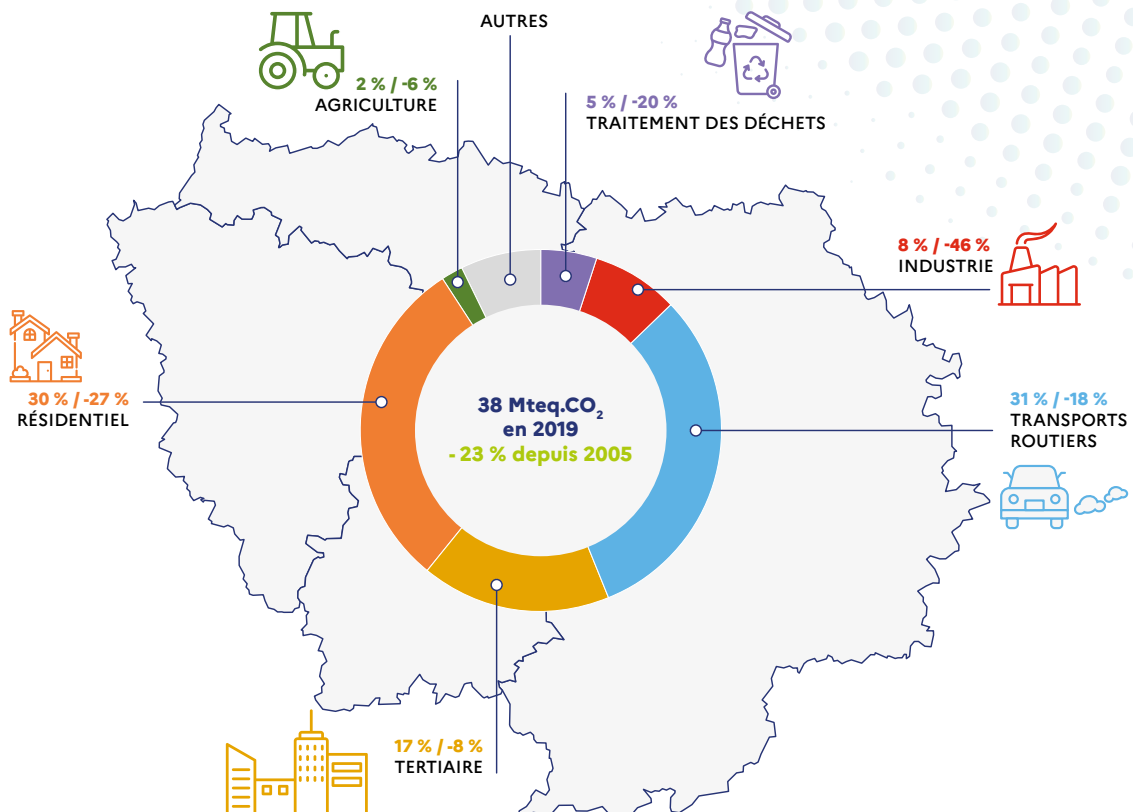 AUTRES
2 % / -6 %
AGRICULTURE
5 % / -20 %
TRAITEMENT DES DÉCHETS
8 % / -46 %
INDUSTRIE
30 % / -27 %
RÉSIDENTIEL
38 Mteq.CO₂
en 2019
- 23 % depuis 2005
31 % / -18 %
TRANSPORTS
ROUTIERS
17 % / -8 %
TERTIAIRE